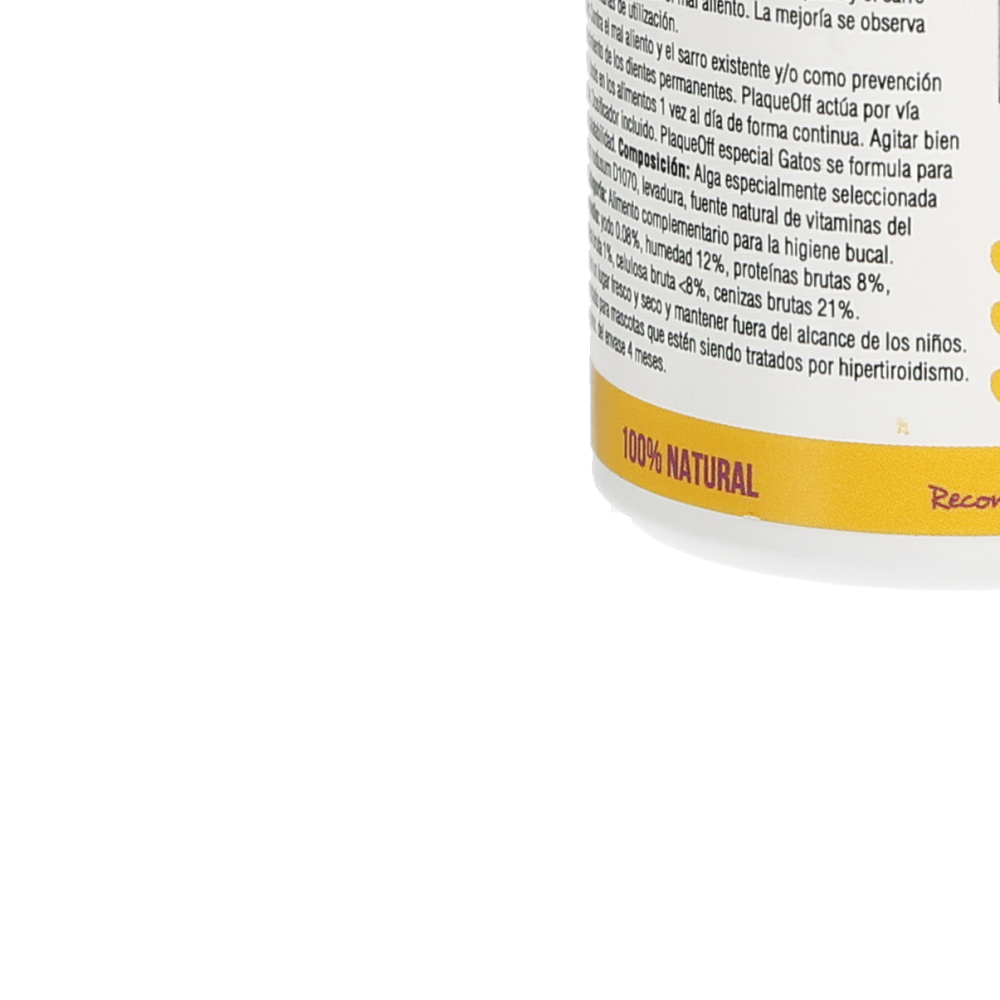 mal aliento. La mejoría se observa
de utilización.
el mal aliento y el sarro existente y/o como prevención
de los dientes permanentes. PlaqueOff actúa por vía
en los alimentos 1 vez al día de forma continua. Agitar bien
Dosificador incluido. PlaqueOff especial Gatos se formula para
Composición: Alga especialmente seleccionada
D1070, levadura, fuente natural de vitaminas del
Alimento complementario para la higiene bucal.
yodo 0.08%, humedad 12%, proteínas brutas 8%,
1%, celulosa bruta <8%, cenizas brutas 21%.
lugar fresco y seco y mantener fuera del alcance de los niños.
para mascotas que estén siendo tratados por hipertiroidismo.
del envase 4 meses.
100% NATURAL
Recon